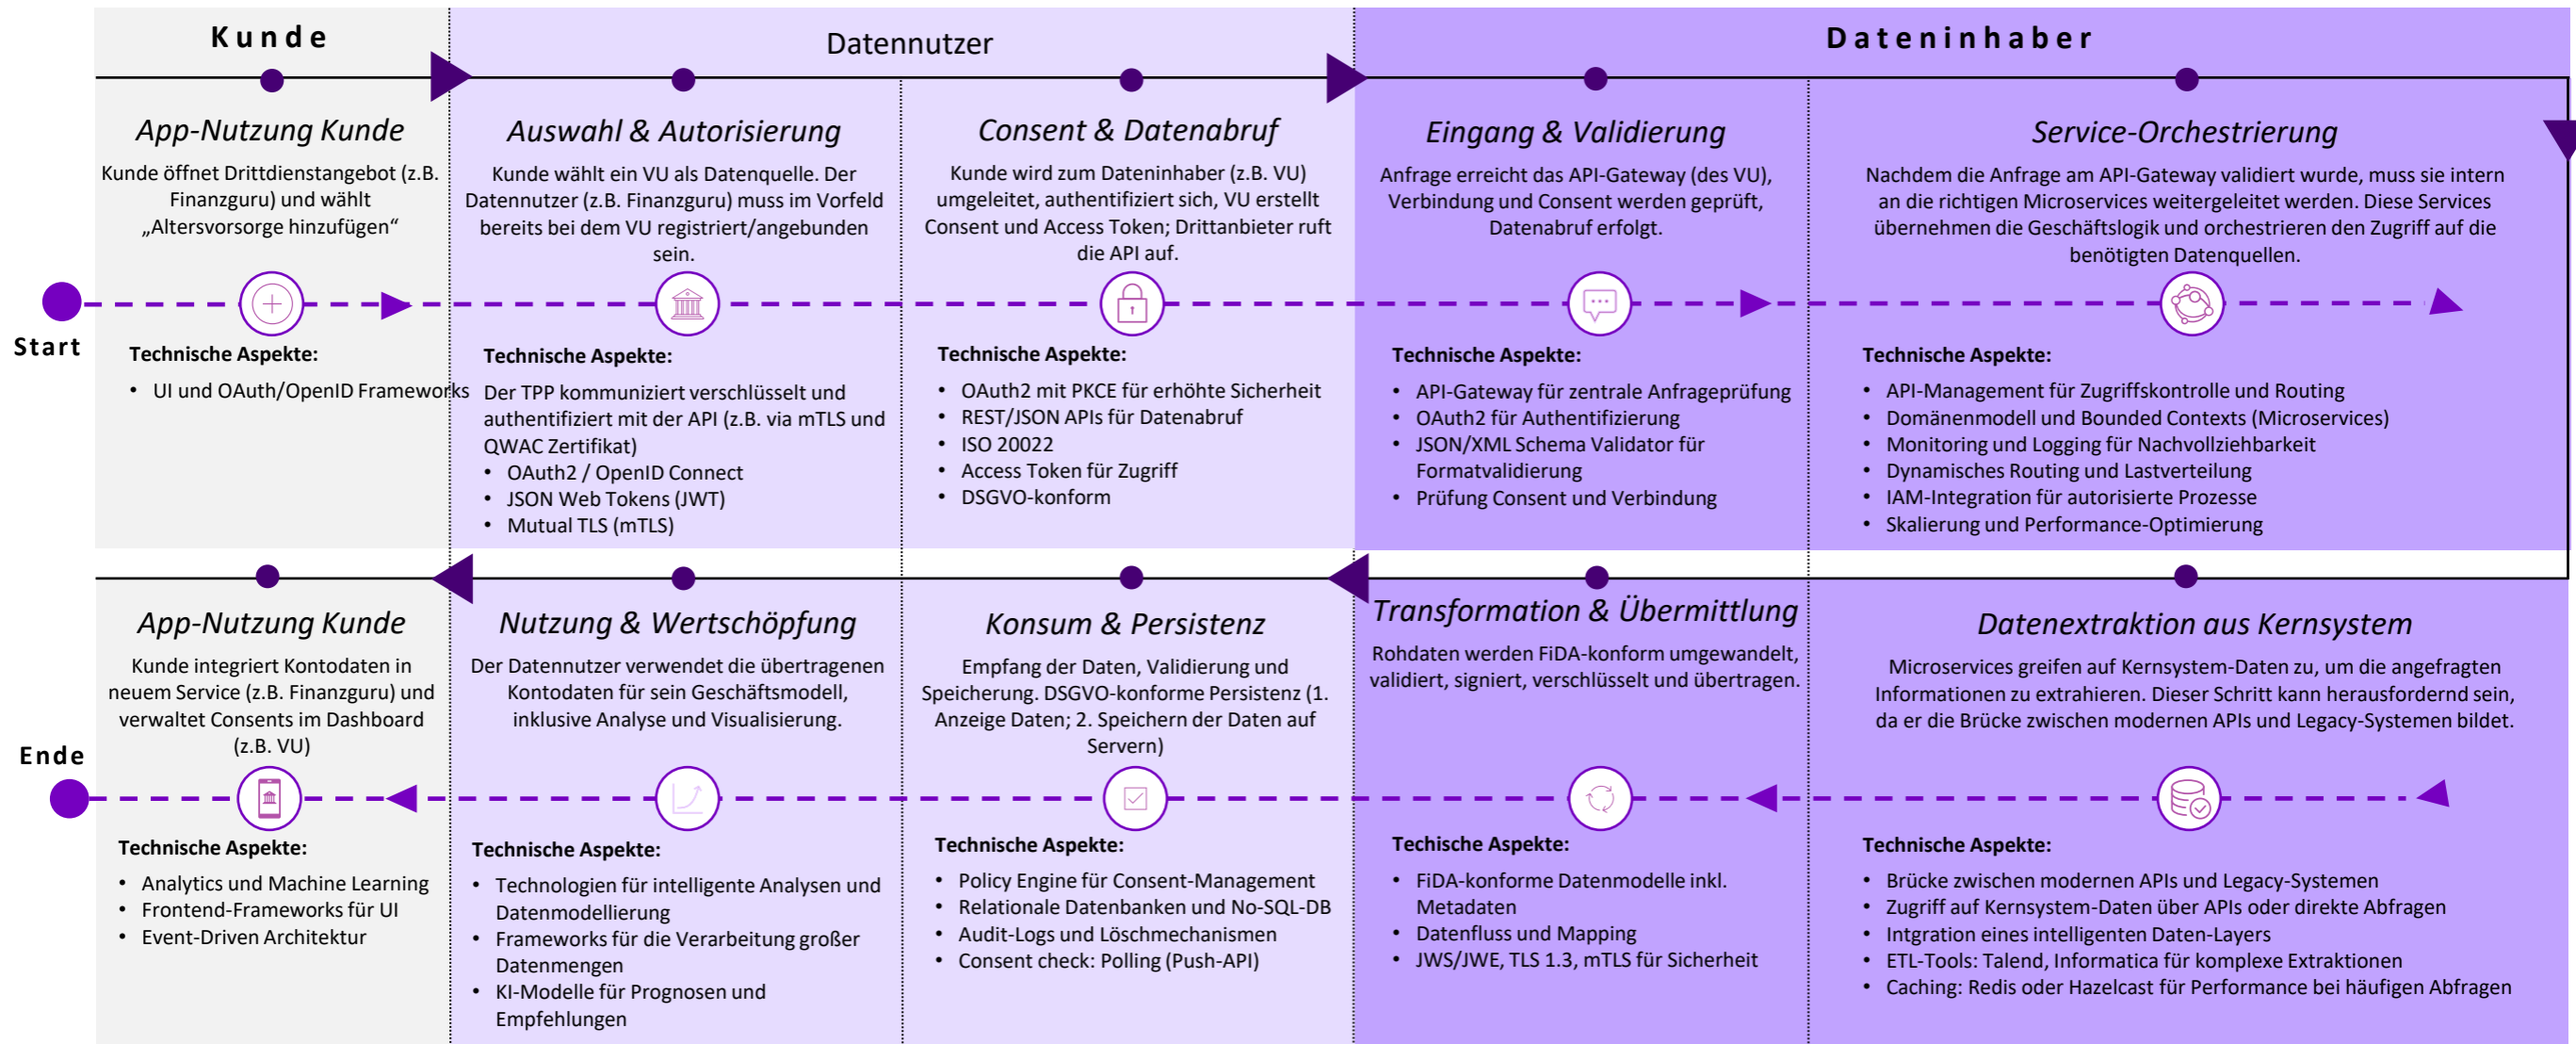 Kunde
Datennutzer
Dateninhaber
App-Nutzung Kunde
Kunde öffnet Drittdienstangebot (z.B.
Finanzguru) und wählt
„Altersvorsorge hinzufügen“
Technische Aspekte:
• UI und OAuth/OpenID Frameworks
Auswahl & Autorisierung
Kunde wählt ein VU als Datenquelle. Der
Datennutzer (z.B. Finanzguru) muss im Vorfeld
bereits bei dem VU registriert/angebunden
sein.
Technische Aspekte:
Der TPP kommuniziert verschlüsselt und
authentifiziert mit der API (z.B. via mTLS und
QWAC Zertifikat)
• OAuth2 / OpenID Connect
• JSON Web Tokens (JWT)
• Mutual TLS (mTLS)
Consent & Datenabruf
Kunde wird zum Dateninhaber (z.B. VU)
umgeleitet, authentifiziert sich, VU erstellt
Consent und Access Token; Drittanbieter ruft
die API auf.
Technische Aspekte:
• OAuth2 mit PKCE für erhöhte Sicherheit
• REST/JSON APIs für Datenabruf
• ISO 20022
• Access Token für Zugriff
• DSGVO-konform
Eingang & Validierung
Anfrage erreicht das API-Gateway (des VU),
Verbindung und Consent werden geprüft,
Datenabruf erfolgt.
Technische Aspekte:
• API-Gateway für zentrale Anfrageprüfung
• OAuth2 für Authentifizierung
• JSON/XML Schema Validator für
Formatvalidierung
• Prüfung Consent und Verbindung
Service-Orchestrierung
Nachdem die Anfrage am API-Gateway validiert wurde, muss sie intern
an die richtigen Microservices weitergeleitet werden. Diese Services
übernehmen die Geschäftslogik und orchestrieren den Zugriff auf die
benötigten Datenquellen.
Technische Aspekte:
• API-Management für Zugriffskontrolle und Routing
• Domänenmodell und Bounded Contexts (Microservices)
• Monitoring und Logging für Nachvollziehbarkeit
• Dynamisches Routing und Lastverteilung
• IAM-Integration für autorisierte Prozesse
• Skalierung und Performance-Optimierung
Start
App-Nutzung Kunde
Kunde integriert Kontodaten in
neuem Service (z.B. Finanzguru) und
verwaltet Consents im Dashboard
(z.B. VU)
Technische Aspekte:
• Analytics und Machine Learning
• Frontend-Frameworks für UI
• Event-Driven Architektur
Nutzung & Wertschöpfung
Der Datennutzer verwendet die übertragenen
Kontodaten für sein Geschäftsmodell,
inklusive Analyse und Visualisierung.
Technische Aspekte:
• Technologien für intelligente Analysen und
Datenmodellierung
• Frameworks für die Verarbeitung großer
Datenmengen
• KI-Modelle für Prognosen und
Empfehlungen
Konsum & Persistenz
Empfang der Daten, Validierung und
Speicherung. DSGVO-konforme Persistenz (1.
Anzeige Daten; 2. Speichern der Daten auf
Servern)
Technische Aspekte:
• Policy Engine für Consent-Management
• Relationale Datenbanken und No-SQL-DB
• Audit-Logs und Löschmechanismen
• Consent check: Polling (Push-API)
Transformation & Übermittlung
Rohdaten werden FiDA-konform umgewandelt,
validiert, signiert, verschlüsselt und übertragen.
Techische Aspekte:
• FiDA-konforme Datenmodelle inkl.
Metadaten
• Datenfluss und Mapping
• JWS/JWE, TLS 1.3, mTLS für Sicherheit
Datenextraktion aus Kernsystem
Microservices greifen auf Kernsystem-Daten zu, um die angefragten
Informationen zu extrahieren. Dieser Schritt kann herausfordernd sein,
da er die Brücke zwischen modernen APIs und Legacy-Systemen bildet.
Technische Aspekte:
• Brücke zwischen modernen APIs und Legacy-Systemen
• Zugriff auf Kernsystem-Daten über APIs oder direkte Abfragen
• Intgration eines intelligenten Daten-Layers
• ETL-Tools: Talend, Informatica für komplexe Extraktionen
• Caching: Redis oder Hazelcast für Performance bei häufigen Abfragen
Ende